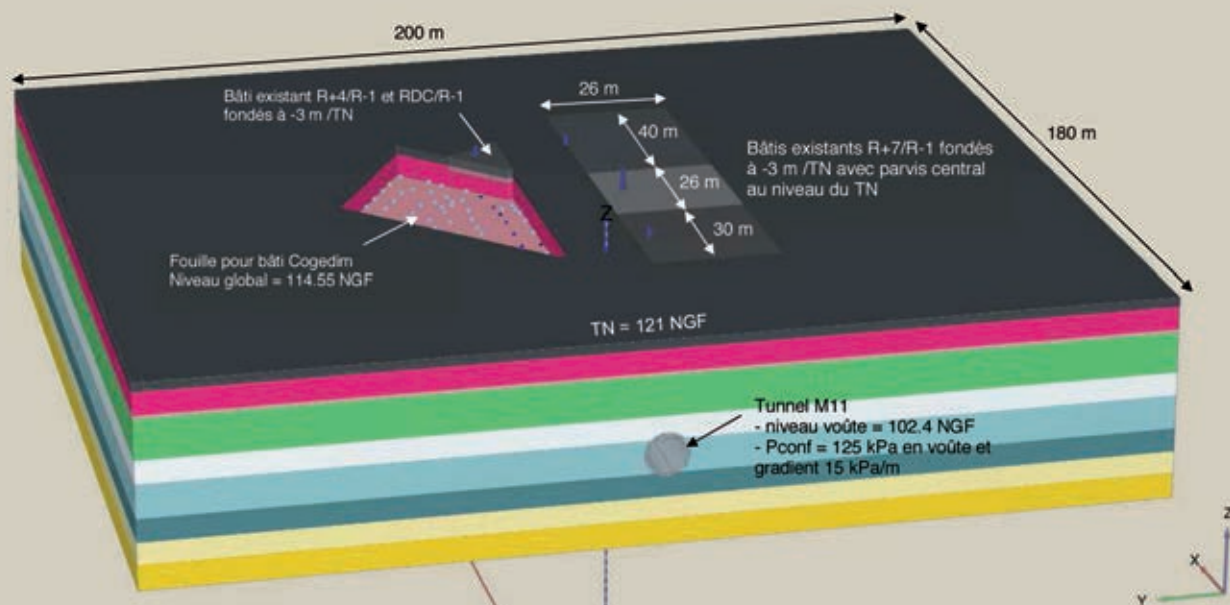 200 m
Bâti existant R+4/R-1 et RDC/R-1
fondés à -3 m /TN
26 m
40 m
180 m
Bâtis existants R+7/R-1 fondés
à -3 m /TN avec parvis central
au niveau du TN
26 m
Z
30 m
Fouille pour bâti Cogedim
Niveau global = 114.55 NGF
TN = 121 NGF
Tunnel M11
- niveau voûte = 102.4 NGF
- Pconf = 125 kPa en voûte et
gradient 15 kPa/m
Z
X
Y